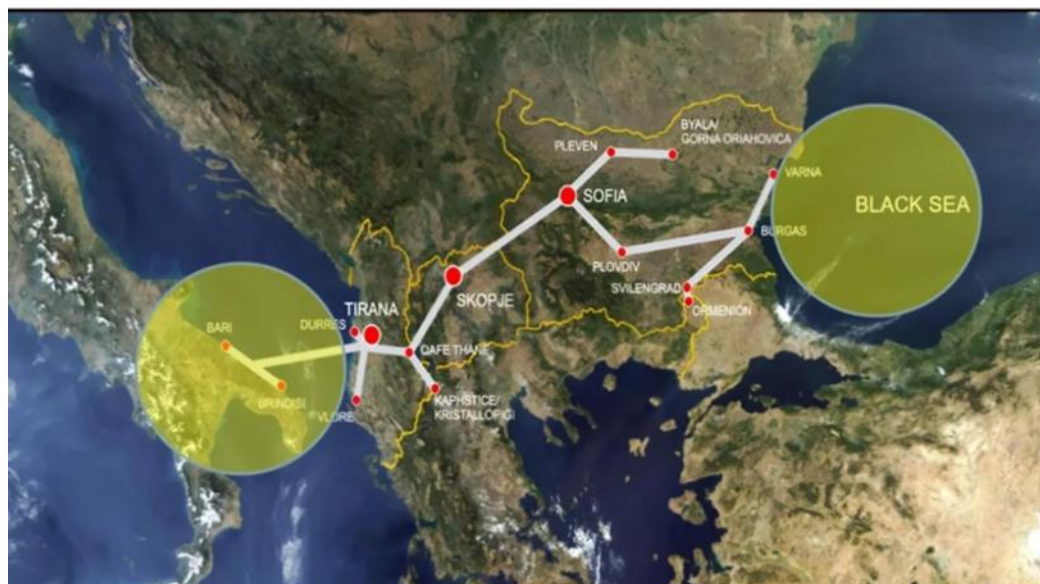 BYALA/
GORNA ORIAHOVICA
PLEVEN
VARNA
SOFIA
BLACK SEA
BURGAS
PLOVDIV
SVILENGRAD
SKOPJE
ORMENION
TIRANA
DURRES
BARI
QAFE THANE
KAPHSTICE/
KRISTALLOPIGI
BRINDISI
VLORE